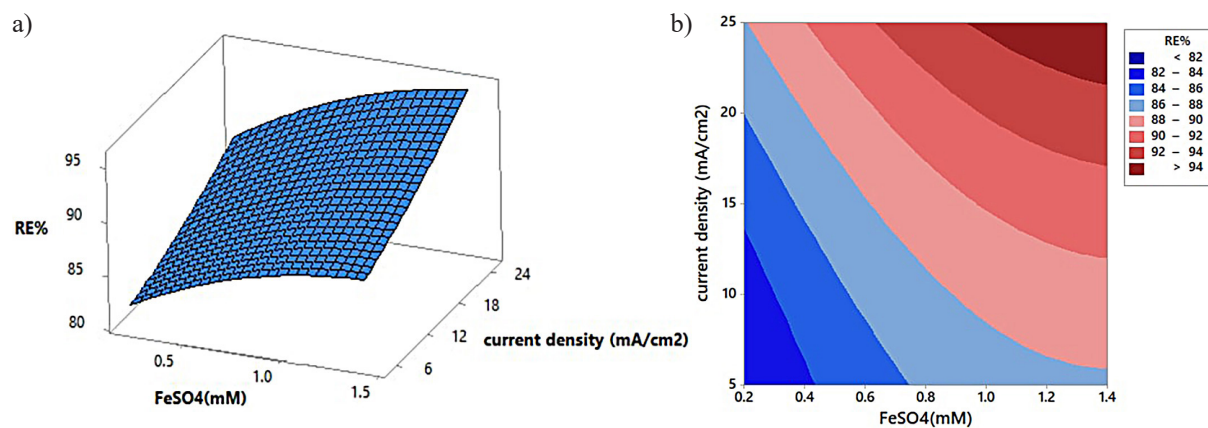 a)
95
90
RE%
85
80
0.5
1.0
1.5
FeSO4(mM)
6
12
18
24
current density (mA/cm2)
b)
25
20
15
10
5
current density (mA/cm2)
0.2 0.4 0.6 0.8 1.0 1.2 1.4
FeSO4(mM)
RE%
< 82
82 – 84
84 – 86
86 – 88
88 – 90
90 – 92
92 – 94
> 94